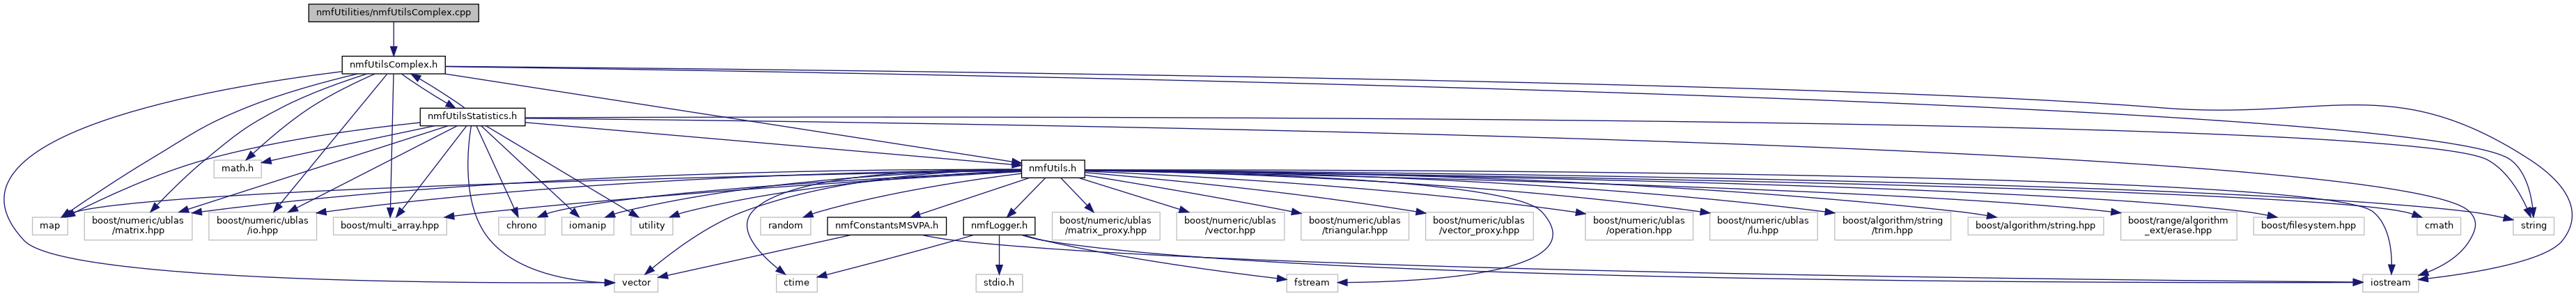 nmfUtilities/nmfUtilsComplex.cpp
nmfUtilsComplex.h
nmfUtilsStatistics.h
math.h
nmfUtils.h
map
boost/numeric/ublas
/matrix.hpp
boost/numeric/ublas
/io.hpp
boost/multi_array.hpp
chrono
iomanip
utility
random
nmfConstantsMSVPA.h
nmfLogger.h
boost/numeric/ublas
/matrix_proxy.hpp
boost/numeric/ublas
/vector.hpp
boost/numeric/ublas
/triangular.hpp
boost/numeric/ublas
/vector_proxy.hpp
boost/numeric/ublas
/operation.hpp
boost/numeric/ublas
/lu.hpp
boost/algorithm/string
/trim.hpp
boost/algorithm/string.hpp
boost/range/algorithm
_ext/erase.hpp
boost/filesystem.hpp
cmath
string
vector
ctime
stdio.h
fstream
iostream